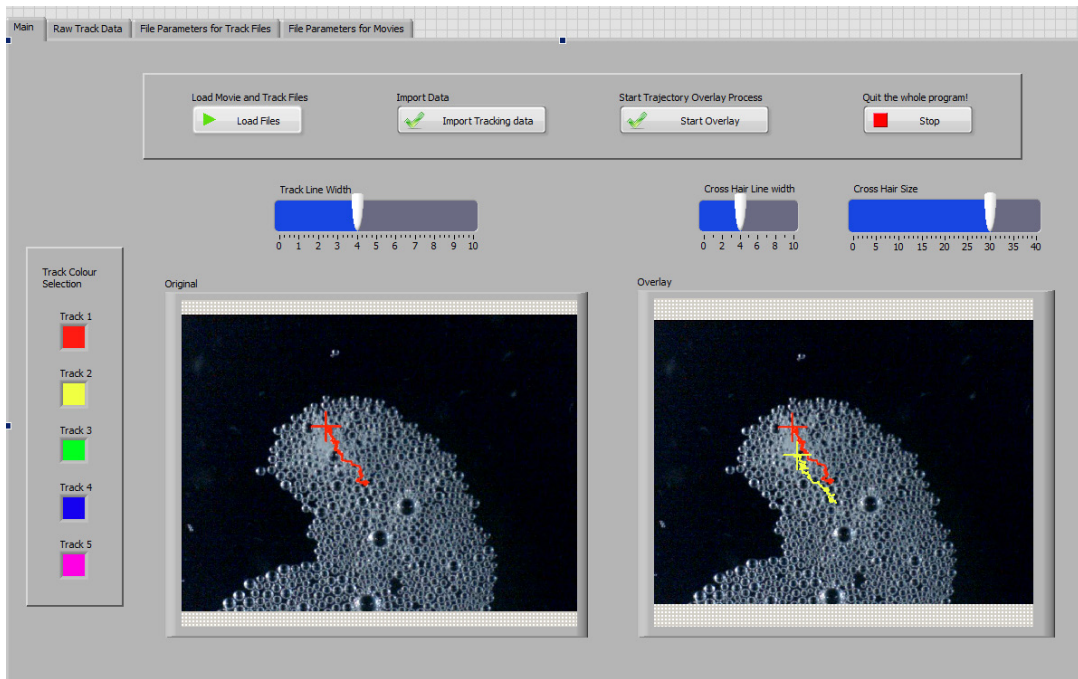 Main Raw Track Data File Parameters for Track Files File Parameters for Movies
Load Movie and Track Files Import Data Start Trajectory Overlay Process Quit the whole program!
Load Files Import Tracking data Start Overlay Stop
Track Line Width Cross Hair Line width Cross Hair Size
0 1 2 3 4 5 6 7 8 9 10 0 2 4 6 8 10 0 5 10 15 20 25 30 35 40
Track Colour
Selection
Original Overlay
Track 1
Track 2
Track 3
Track 4
Track 5